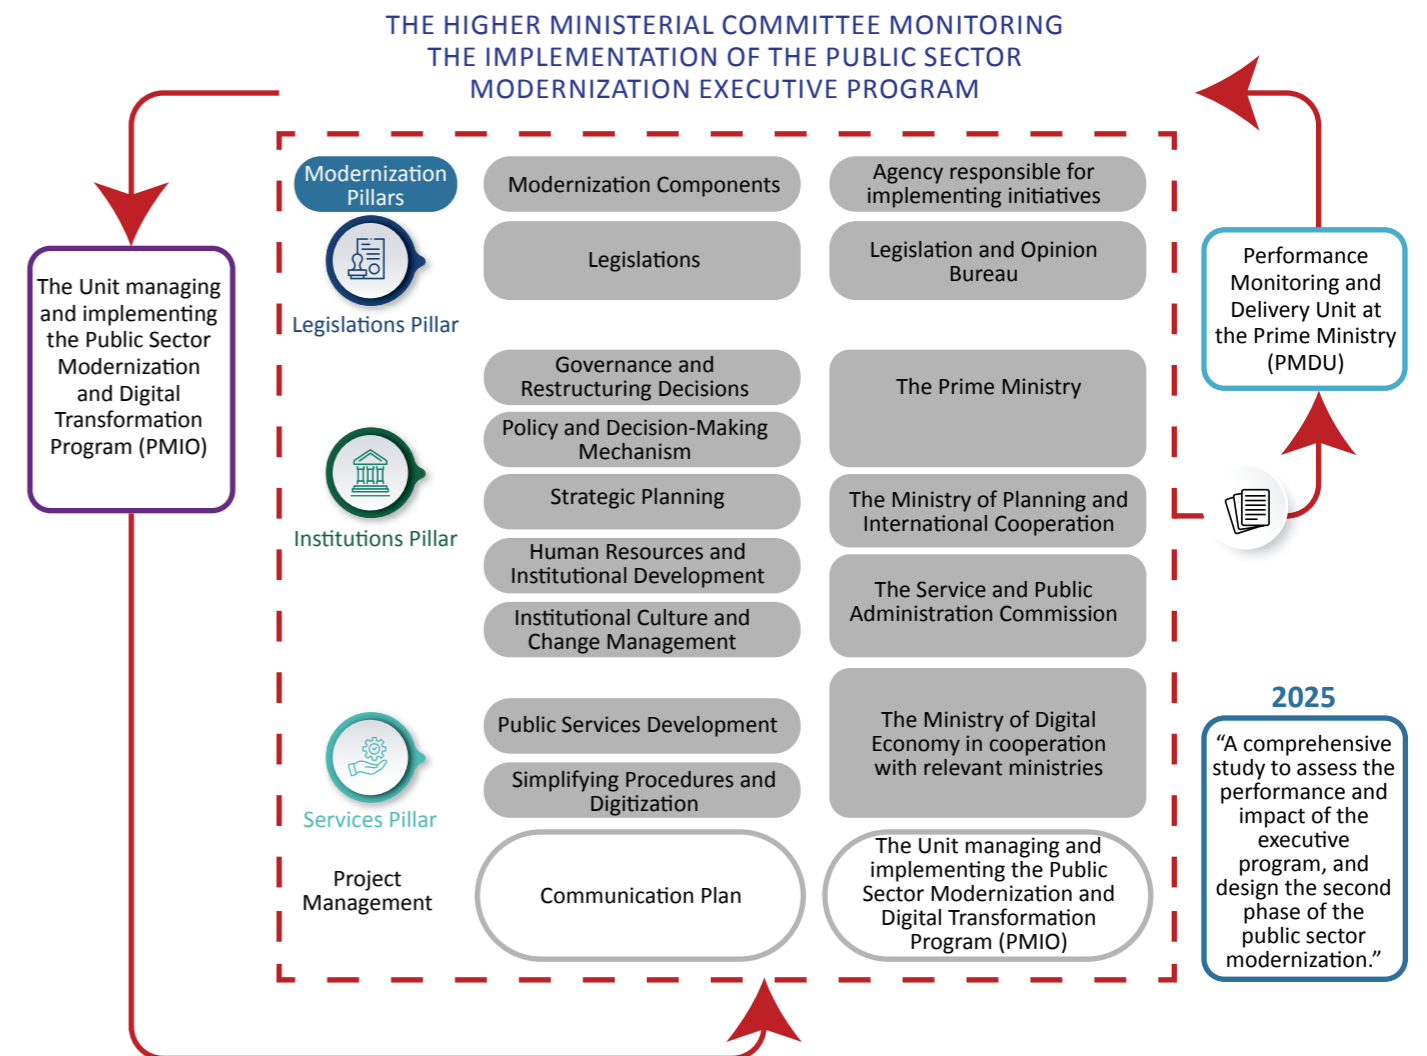 THE HIGHER MINISTERIAL COMMITTEE MONITORING
THE IMPLEMENTATION OF THE PUBLIC SECTOR
MODERNIZATION EXECUTIVE PROGRAM
The Unit managing
and implementing
the Public Sector
Modernization
and Digital
Transformation
Program (PMIO)
Modernization
Pillars
Modernization Components
Agency responsible for
implementing initiatives
Legislations Pillar
Legislations
Legislation and Opinion
Bureau
Institutions Pillar
Governance and
Restructuring Decisions
Policy and Decision-Making
Mechanism
The Prime Ministry
Strategic Planning
The Ministry of Planning and
International Cooperation
Human Resources and
Institutional Development
Institutional Culture and
Change Management
The Service and Public
Administration Commission
Services Pillar
Public Services Development
Simplifying Procedures and
Digitization
The Ministry of Digital
Economy in cooperation
with relevant ministries
Project
Management
Communication Plan
The Unit managing and
implementing the Public
Sector Modernization and
Digital Transformation
Program (PMIO)
Performance
Monitoring and
Delivery Unit at
the Prime Ministry
(PMDU)
2025
“A comprehensive
study to assess the
performance and
impact of the
executive
program, and
design the second
phase of the
public sector
modernization.”